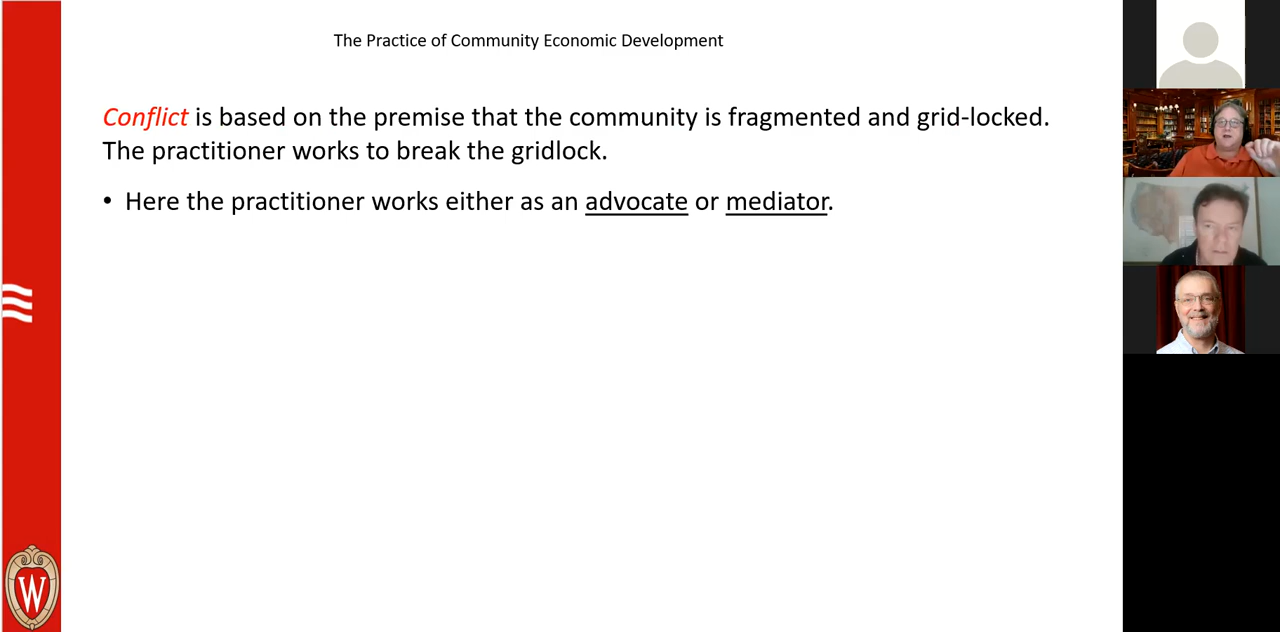 The Practice of Community Economic Development
Conflict is based on the premise that the community is fragmented and grid-locked.
The practitioner works to break the gridlock.
• Here the practitioner works either as an advocate or mediator.
W